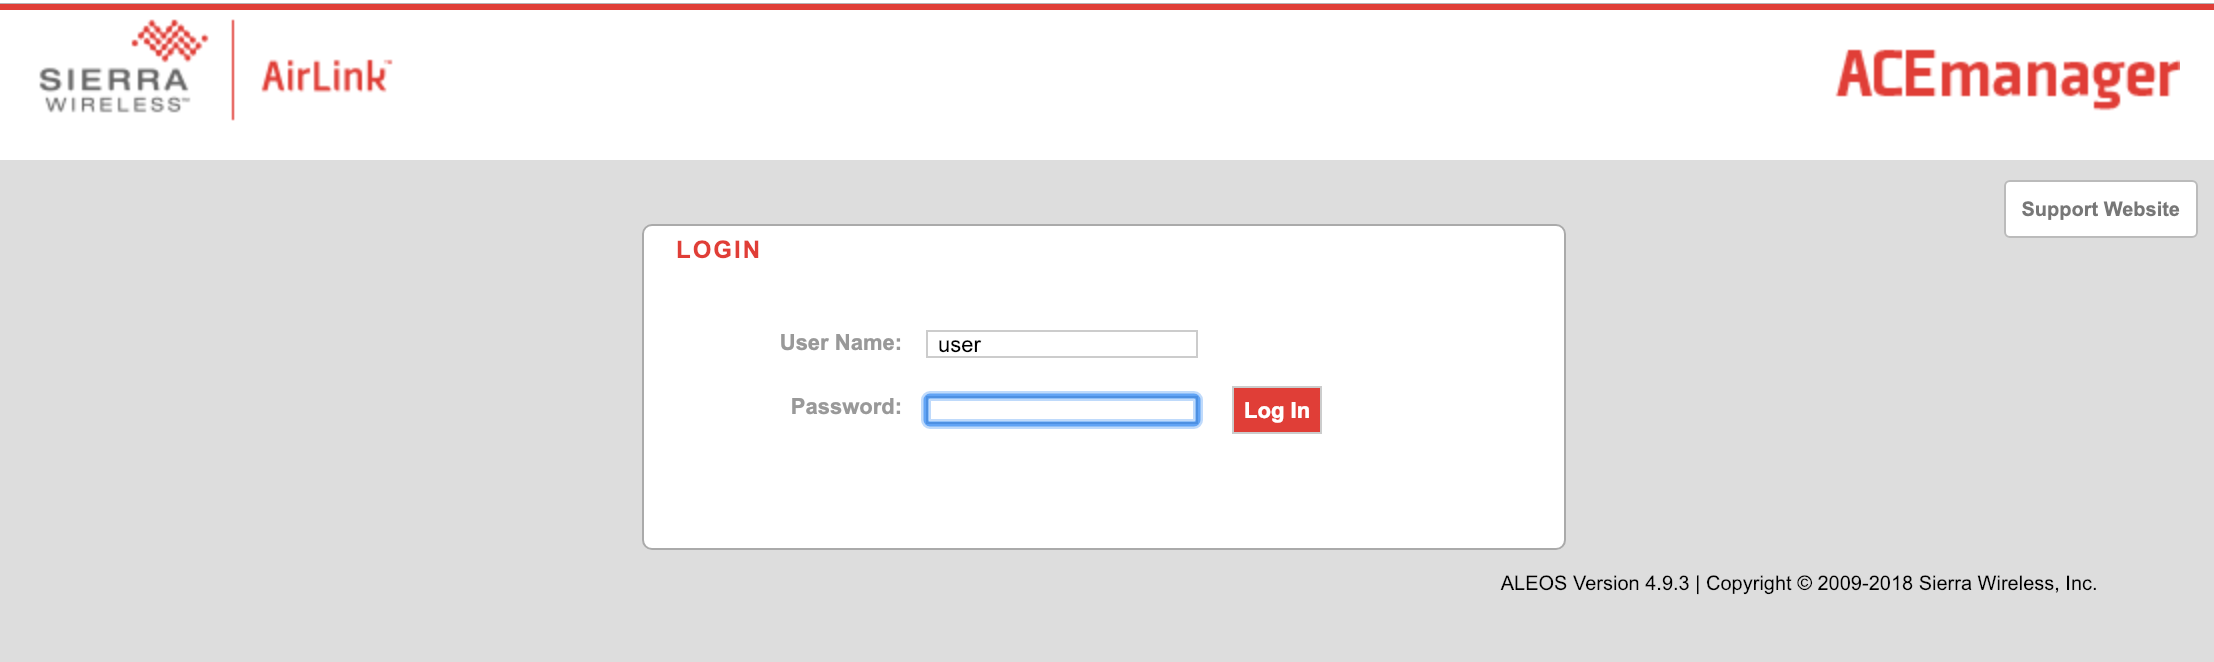 SIERRA
WIRELESS™
AirLink™
ACEmanager
Support Website
LOGIN
User Name:
user
Password:
Log In
ALEOS Version 4.9.3 | Copyright © 2009-2018 Sierra Wireless, Inc.